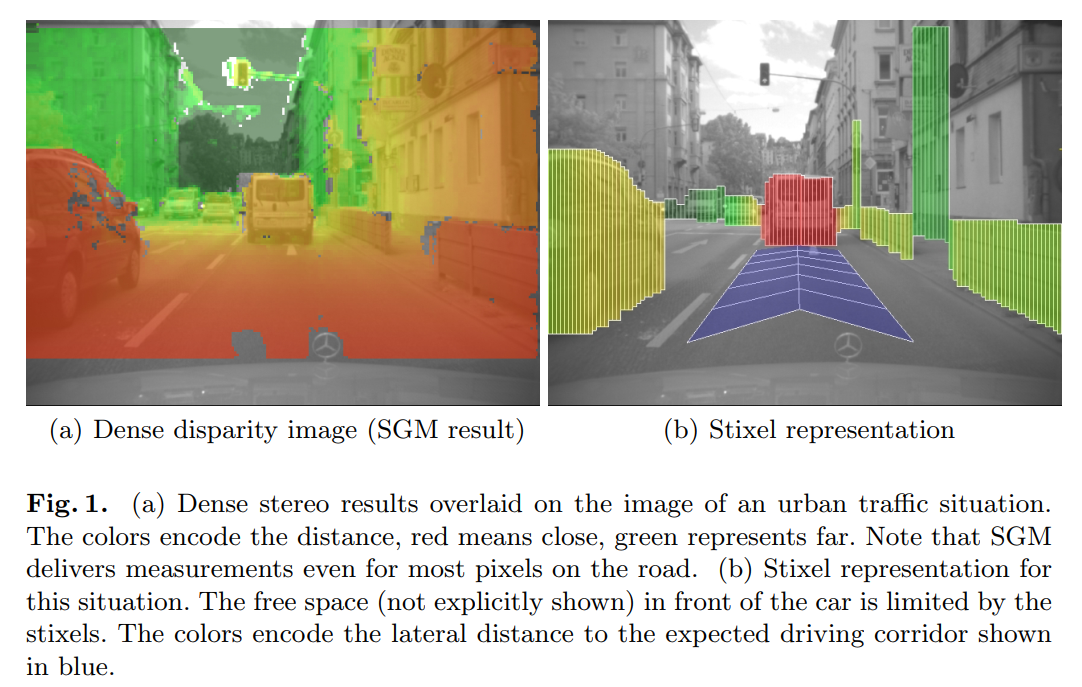 (a) Dense disparity image (SGM result)
(b) Stixel representation
Fig. 1. (a) Dense stereo results overlaid on the image of an urban traffic situation.
The colors encode the distance, red means close, green represents far. Note that SGM
delivers measurements even for most pixels on the road. (b) Stixel representation for
this situation. The free space (not explicitly shown) in front of the car is limited by the
stixels. The colors encode the lateral distance to the expected driving corridor shown
in blue.